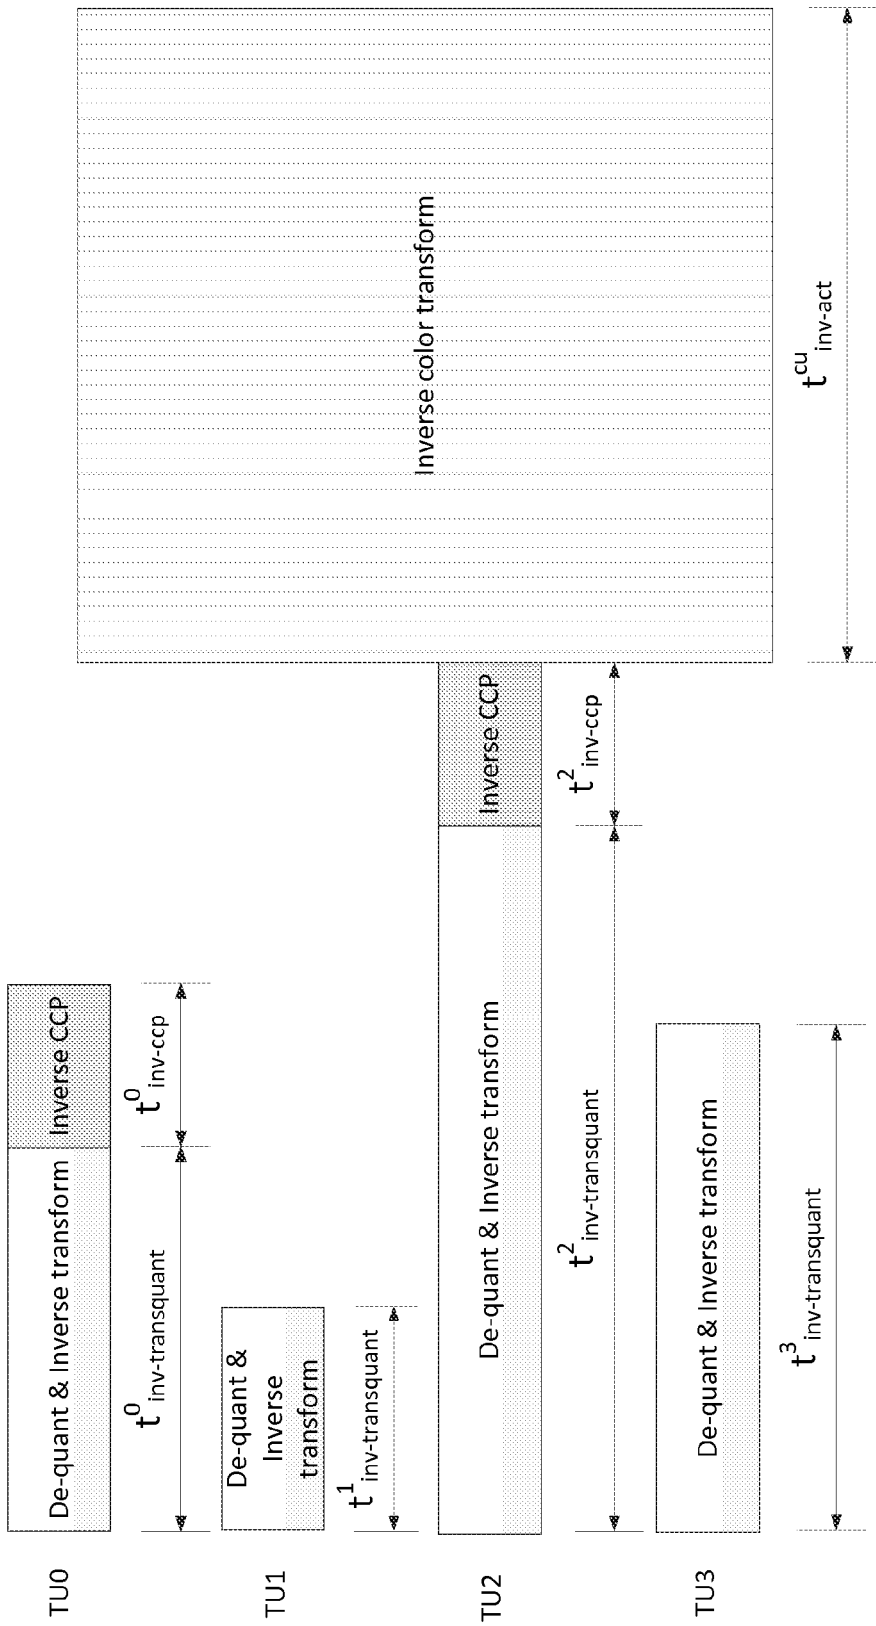 TU0
De-quant & Inverse transform
Inverse CCP
t0inv-transquant
t0inv-ccp
TU1
De-quant &
Inverse
transform
t1inv-transquant
TU2
De-quant & Inverse transform
Inverse CCP
t2inv-transquant
t2inv-ccp
TU3
De-quant & Inverse transform
t3inv-transquant
Inverse color transform
tcuinv-act